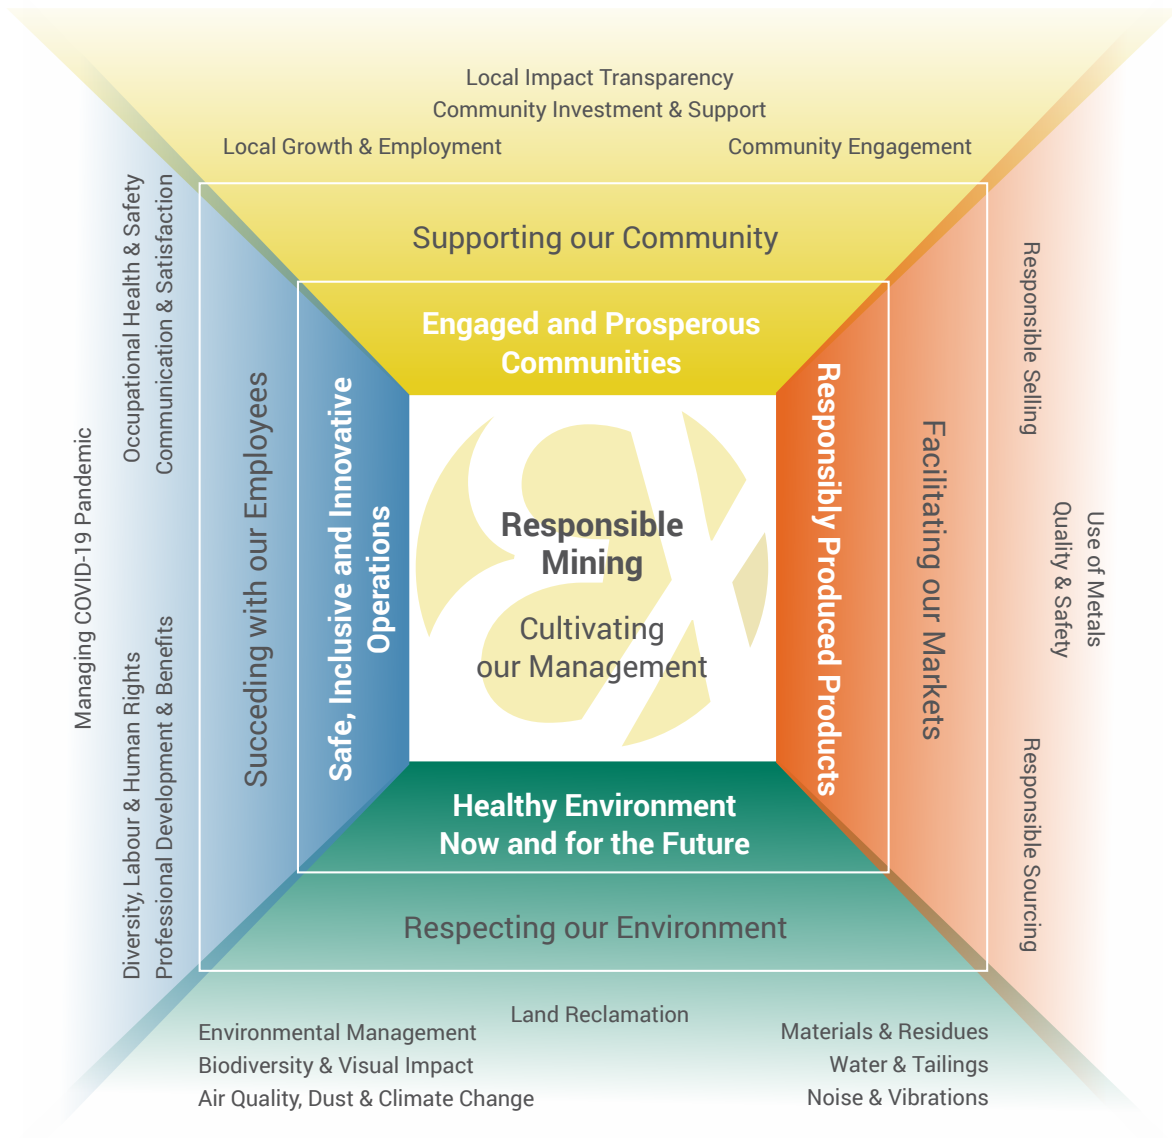 Local Impact Transparency
Community Investment & Support
Local Growth & Employment
Community Engagement
Supporting our Community
Engaged and Prosperous
Communities
Managing COVID-19 Pandemic
Occupational Health & Safety
Communication & Satisfaction
Diversity, Labour & Human Rights
Professional Development & Benefits
Succeding with our Employees
Safe, Inclusive and Innovative
Operations
Responsible
Mining
Cultivating
our Management
Responsibly Produced Products
Facilitating our Markets
Responsible Selling
Use of Metals
Quality & Safety
Responsible Sourcing
Healthy Environment
Now and for the Future
Respecting our Environment
Land Reclamation
Environmental Management
Biodiversity & Visual Impact
Air Quality, Dust & Climate Change
Materials & Residues
Water & Tailings
Noise & Vibrations